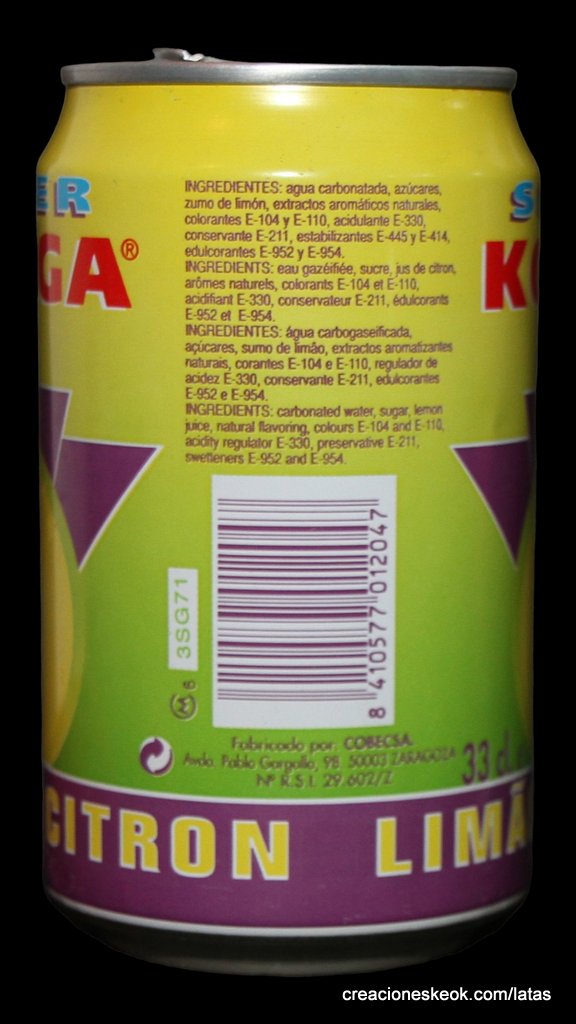 ER
GA®
INGREDIENTES: agua carbonatada, azúcares,
zumo de limón, extractos aromáticos naturales,
colorantes E-104 y E-110, acidulante E-330,
conservante E-211, estabilizantes E-445 y E-414,
edulcorantes E-952 y E-954.
INGREDIENTS: eau gazéifiée, sucre, jus de citron,
arômes naturels, colorants E-104 et E-110,
acidifiant E-330, conservateur E-211, édulcorants
E-952 et E-954.
INGREDIENTES: água carbogaseificada,
açúcares, sumo de limão, extractos aromatizantes
naturais, corantes E-104 e E-110, regulador de
acidez E-330, conservante E-211, edulcorantes
E-952 e E-954.
INGREDIENTS: carbonated water, sugar, lemon
juice, natural flavoring, colours E-104 and E-110,
acidity regulator E-330, preservative E-211,
swetleners E-952 and E-954.
S
K
8 410577 012047
3SG71
M 6
Fabricado por: COBECSA.
Avda. Pablo Gargallo, 98. 50003 ZARAGOZA
Nº R.S.I. 29-602/Z
33 cl.
CITRON LIMÃ
creacioneskeok.com/latas